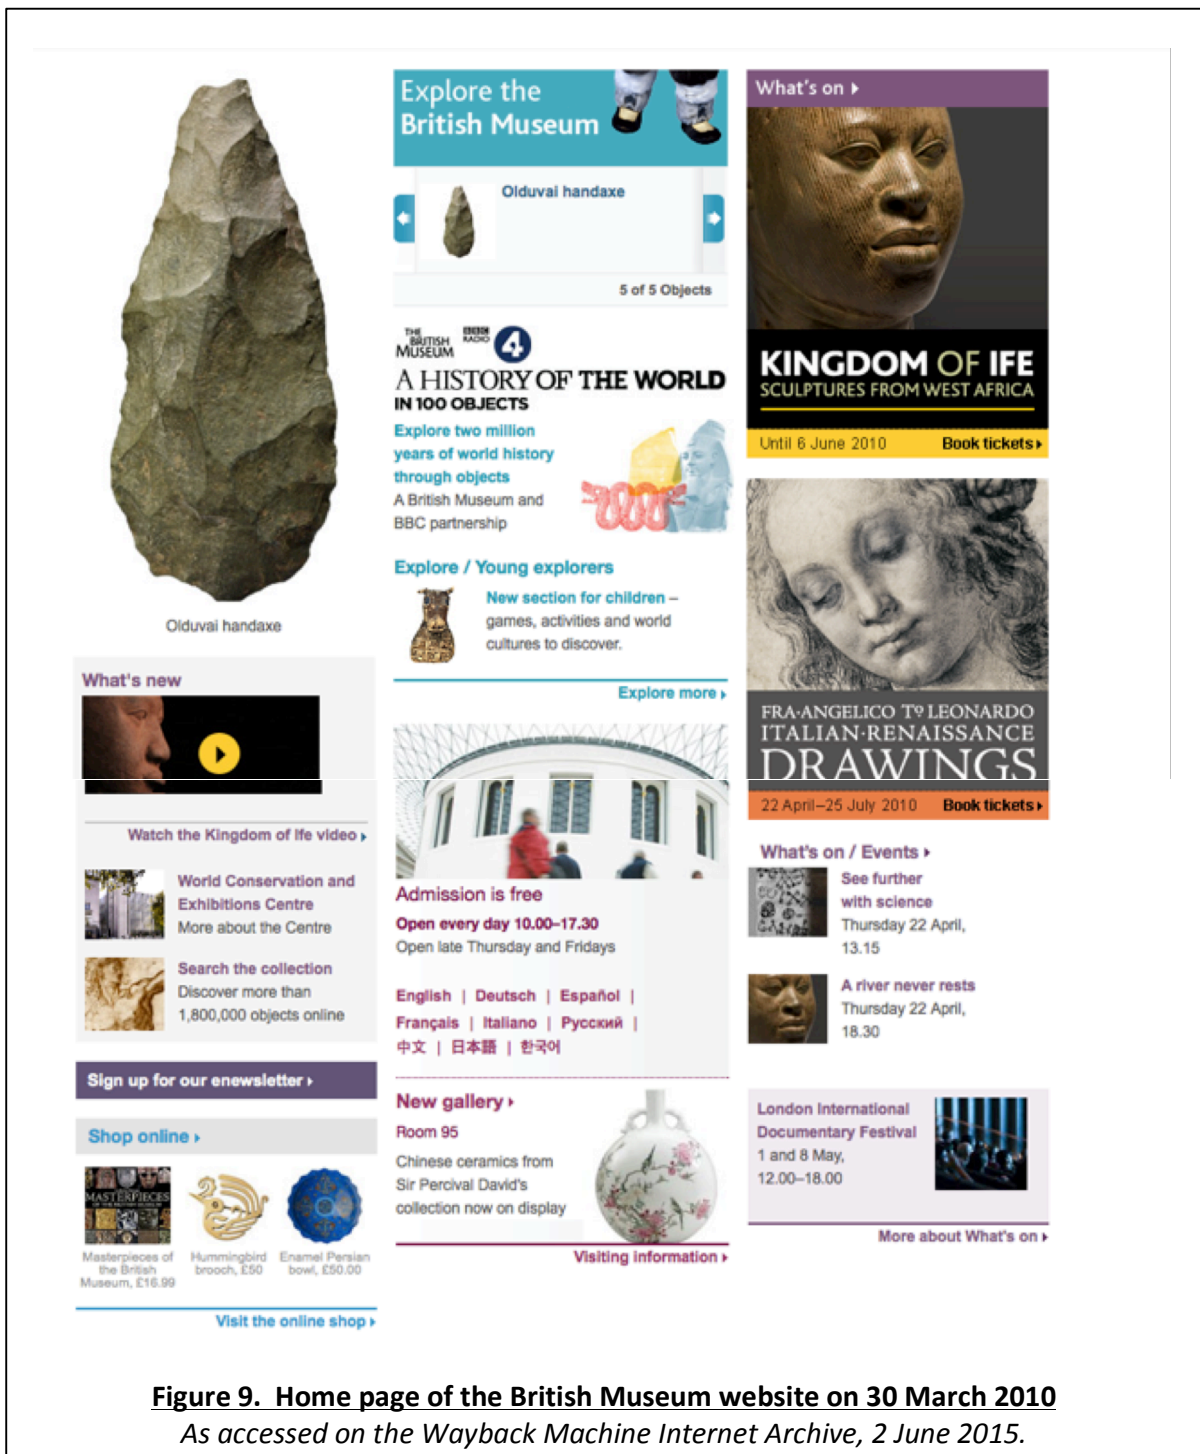 Olduvai handaxe
What's new
Watch the Kingdom of Ife video
World Conservation and
Exhibitions Centre
More about the Centre
Search the collection
Discover more than
1,800,000 objects online
Sign up for our enewsletter
Shop online
MASTERPIECES
OF THE BRITISH MUSEUM
Masterpieces of
the British
Museum, £16.99
Hummingbird
brooch, £50
Enamel Persian
bowl, £50.00
Visit the online shop
Explore the
British Museum
Olduvai handaxe
5 of 5 Objects
THE
BRITISH
MUSEUM
BBC
RADIO
4
A HISTORY OF THE WORLD
IN 100 OBJECTS
Explore two million
years of world history
through objects
A British Museum and
BBC partnership
Explore / Young explorers
New section for children –
games, activities and world
cultures to discover.
Explore more
Admission is free
Open every day 10.00–17.30
Open late Thursday and Fridays
English | Deutsch | Español |
Français | Italiano | Русский |
中文 | 日本語 | 한국어
New gallery
Room 95
Chinese ceramics from
Sir Percival David's
collection now on display
Visiting information
What's on
KINGDOM OF IFE
SCULPTURES FROM WEST AFRICA
Until 6 June 2010 Book tickets
FRA·ANGELICO TO LEONARDO
ITALIAN·RENAISSANCE
DRAWINGS
22 April–25 July 2010 Book tickets
What's on / Events
See further
with science
Thursday 22 April,
13.15
A river never rests
Thursday 22 April,
18.30
London International
Documentary Festival
1 and 8 May,
12.00–18.00
More about What's on
Figure 9. Home page of the British Museum website on 30 March 2010
As accessed on the Wayback Machine Internet Archive, 2 June 2015.